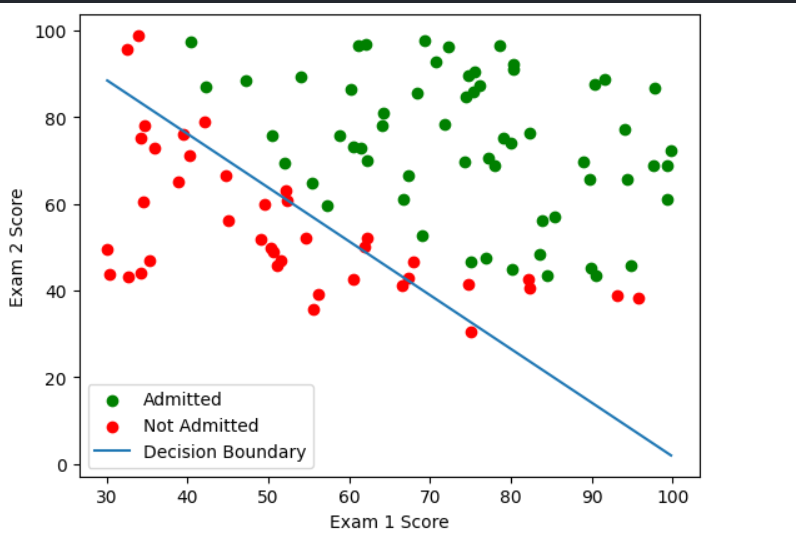 100
80
60
40
20
0
Exam 2 Score
Admitted
Not Admitted
Decision Boundary
30 40 50 60 70 80 90 100
Exam 1 Score